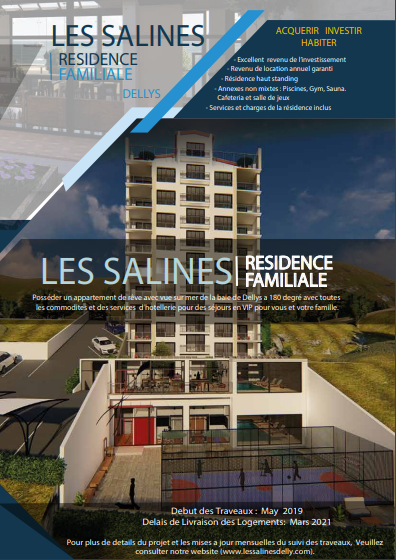 LES SALINES
RESIDENCE
FAMILIALE
DELLYS
ACQUERIR INVESTIR
HABITER
- Excellent revenu de l'investissement
- Revenu de location annuel garanti
- Résidence haut standing
- Annexes non mixtes : Piscines, Gym, Sauna.
Cafeteria et salle de jeux
- Services et charges de la résidence inclus
LES SALINES
RESIDENCE
FAMILIALE
Posséder un appartement de rêve avec vue sur mer de la baie de Dellys a 180 degré avec toutes
les commodités et des services d'hotellerie pour des séjours en VIP pour vous et votre famille.
Debut des Traveaux : May 2019
Delais de Livraison des Logements: Mars 2021
Pour plus de details du projet et les mises a jour mensuelles du suivi des traveaux, Veuillez
consulter notre website (www.lessalinesdelly.com).